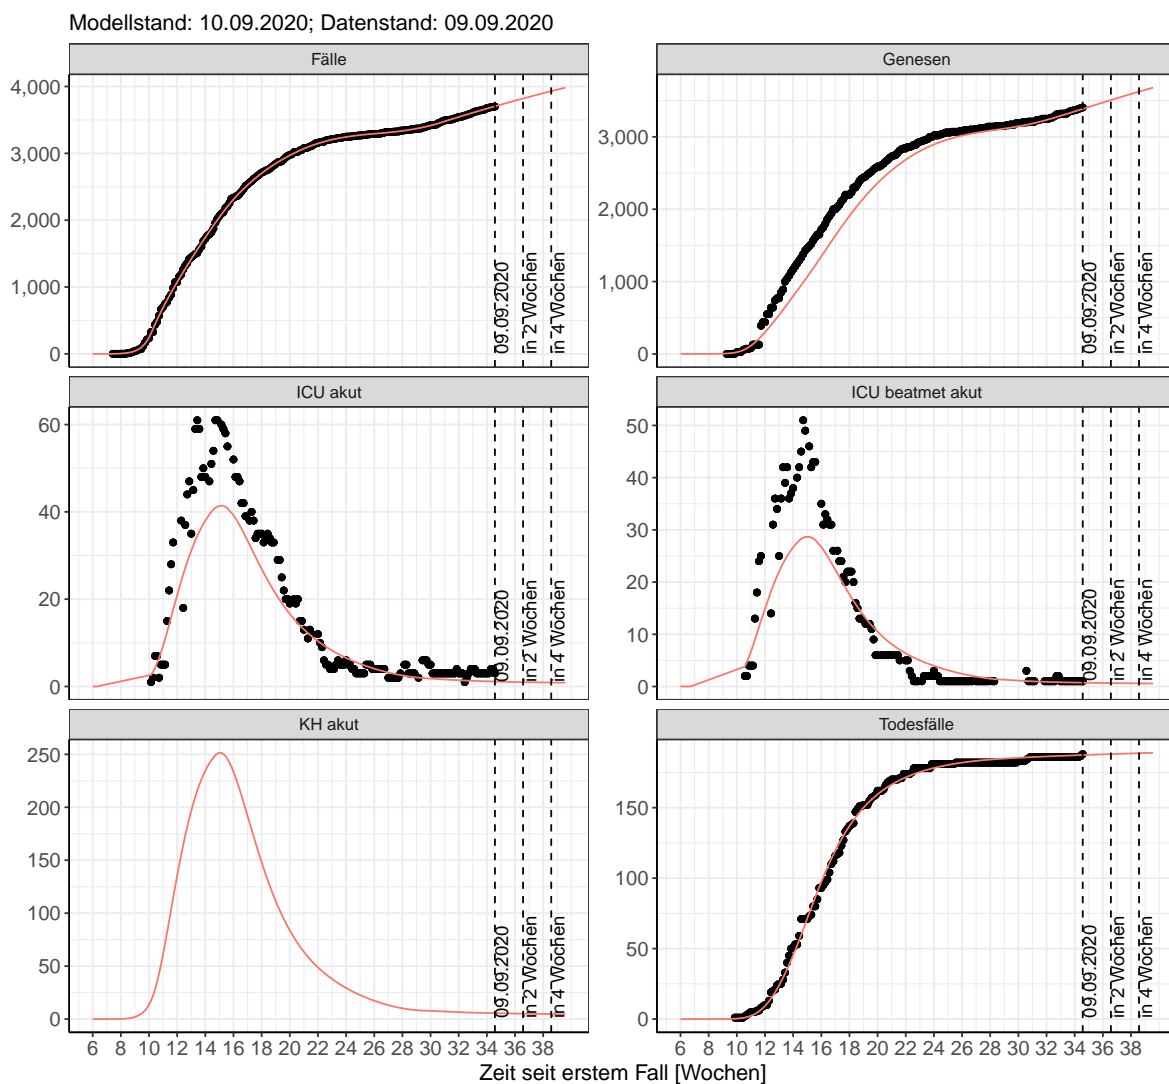 Modellstand: 10.09.2020; Datenstand: 09.09.2020
Fälle
4,000
3,000
2,000
1,000
0
09.09.2020
in 2 Wochen
in 4 Wochen
Genesen
3,000
2,000
1,000
0
09.09.2020
in 2 Wochen
in 4 Wochen
ICU akut
60
40
20
0
09.09.2020
in 2 Wochen
in 4 Wochen
ICU beatmet akut
50
40
30
20
10
0
09.09.2020
in 2 Wochen
in 4 Wochen
KH akut
250
200
150
100
50
0
09.09.2020
in 2 Wochen
in 4 Wochen
6 8 10 12 14 16 18 20 22 24 26 28 30 32 34 36 38
Todesfälle
150
100
50
0
09.09.2020
in 2 Wochen
in 4 Wochen
6 8 10 12 14 16 18 20 22 24 26 28 30 32 34 36 38
Zeit seit erstem Fall [Wochen]